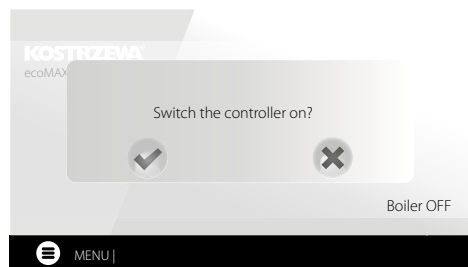 KOSTRZEWA
ecoMAX
Switch the controller on?
Boiler OFF
MENU |